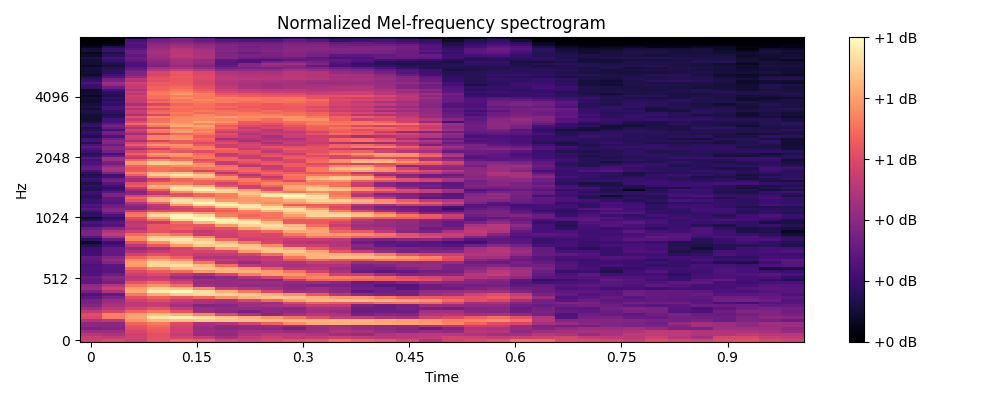 Normalized Mel-frequency spectrogram
+1 dB
+1 dB
+1 dB
+0 dB
+0 dB
+0 dB
4096
2048
1024
512
0
Hz
0
0.15
0.3
0.45
0.6
0.75
0.9
Time